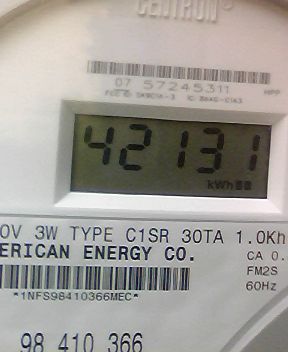 CENTRON®
07 57245311
HPP
42131
kWh
0V 3W TYPE C1SR 30TA 1.0Kh
ERICAN ENERGY CO.
CA 0.
FM2S
60Hz
*1NFS98410366MEC*
98 410 366